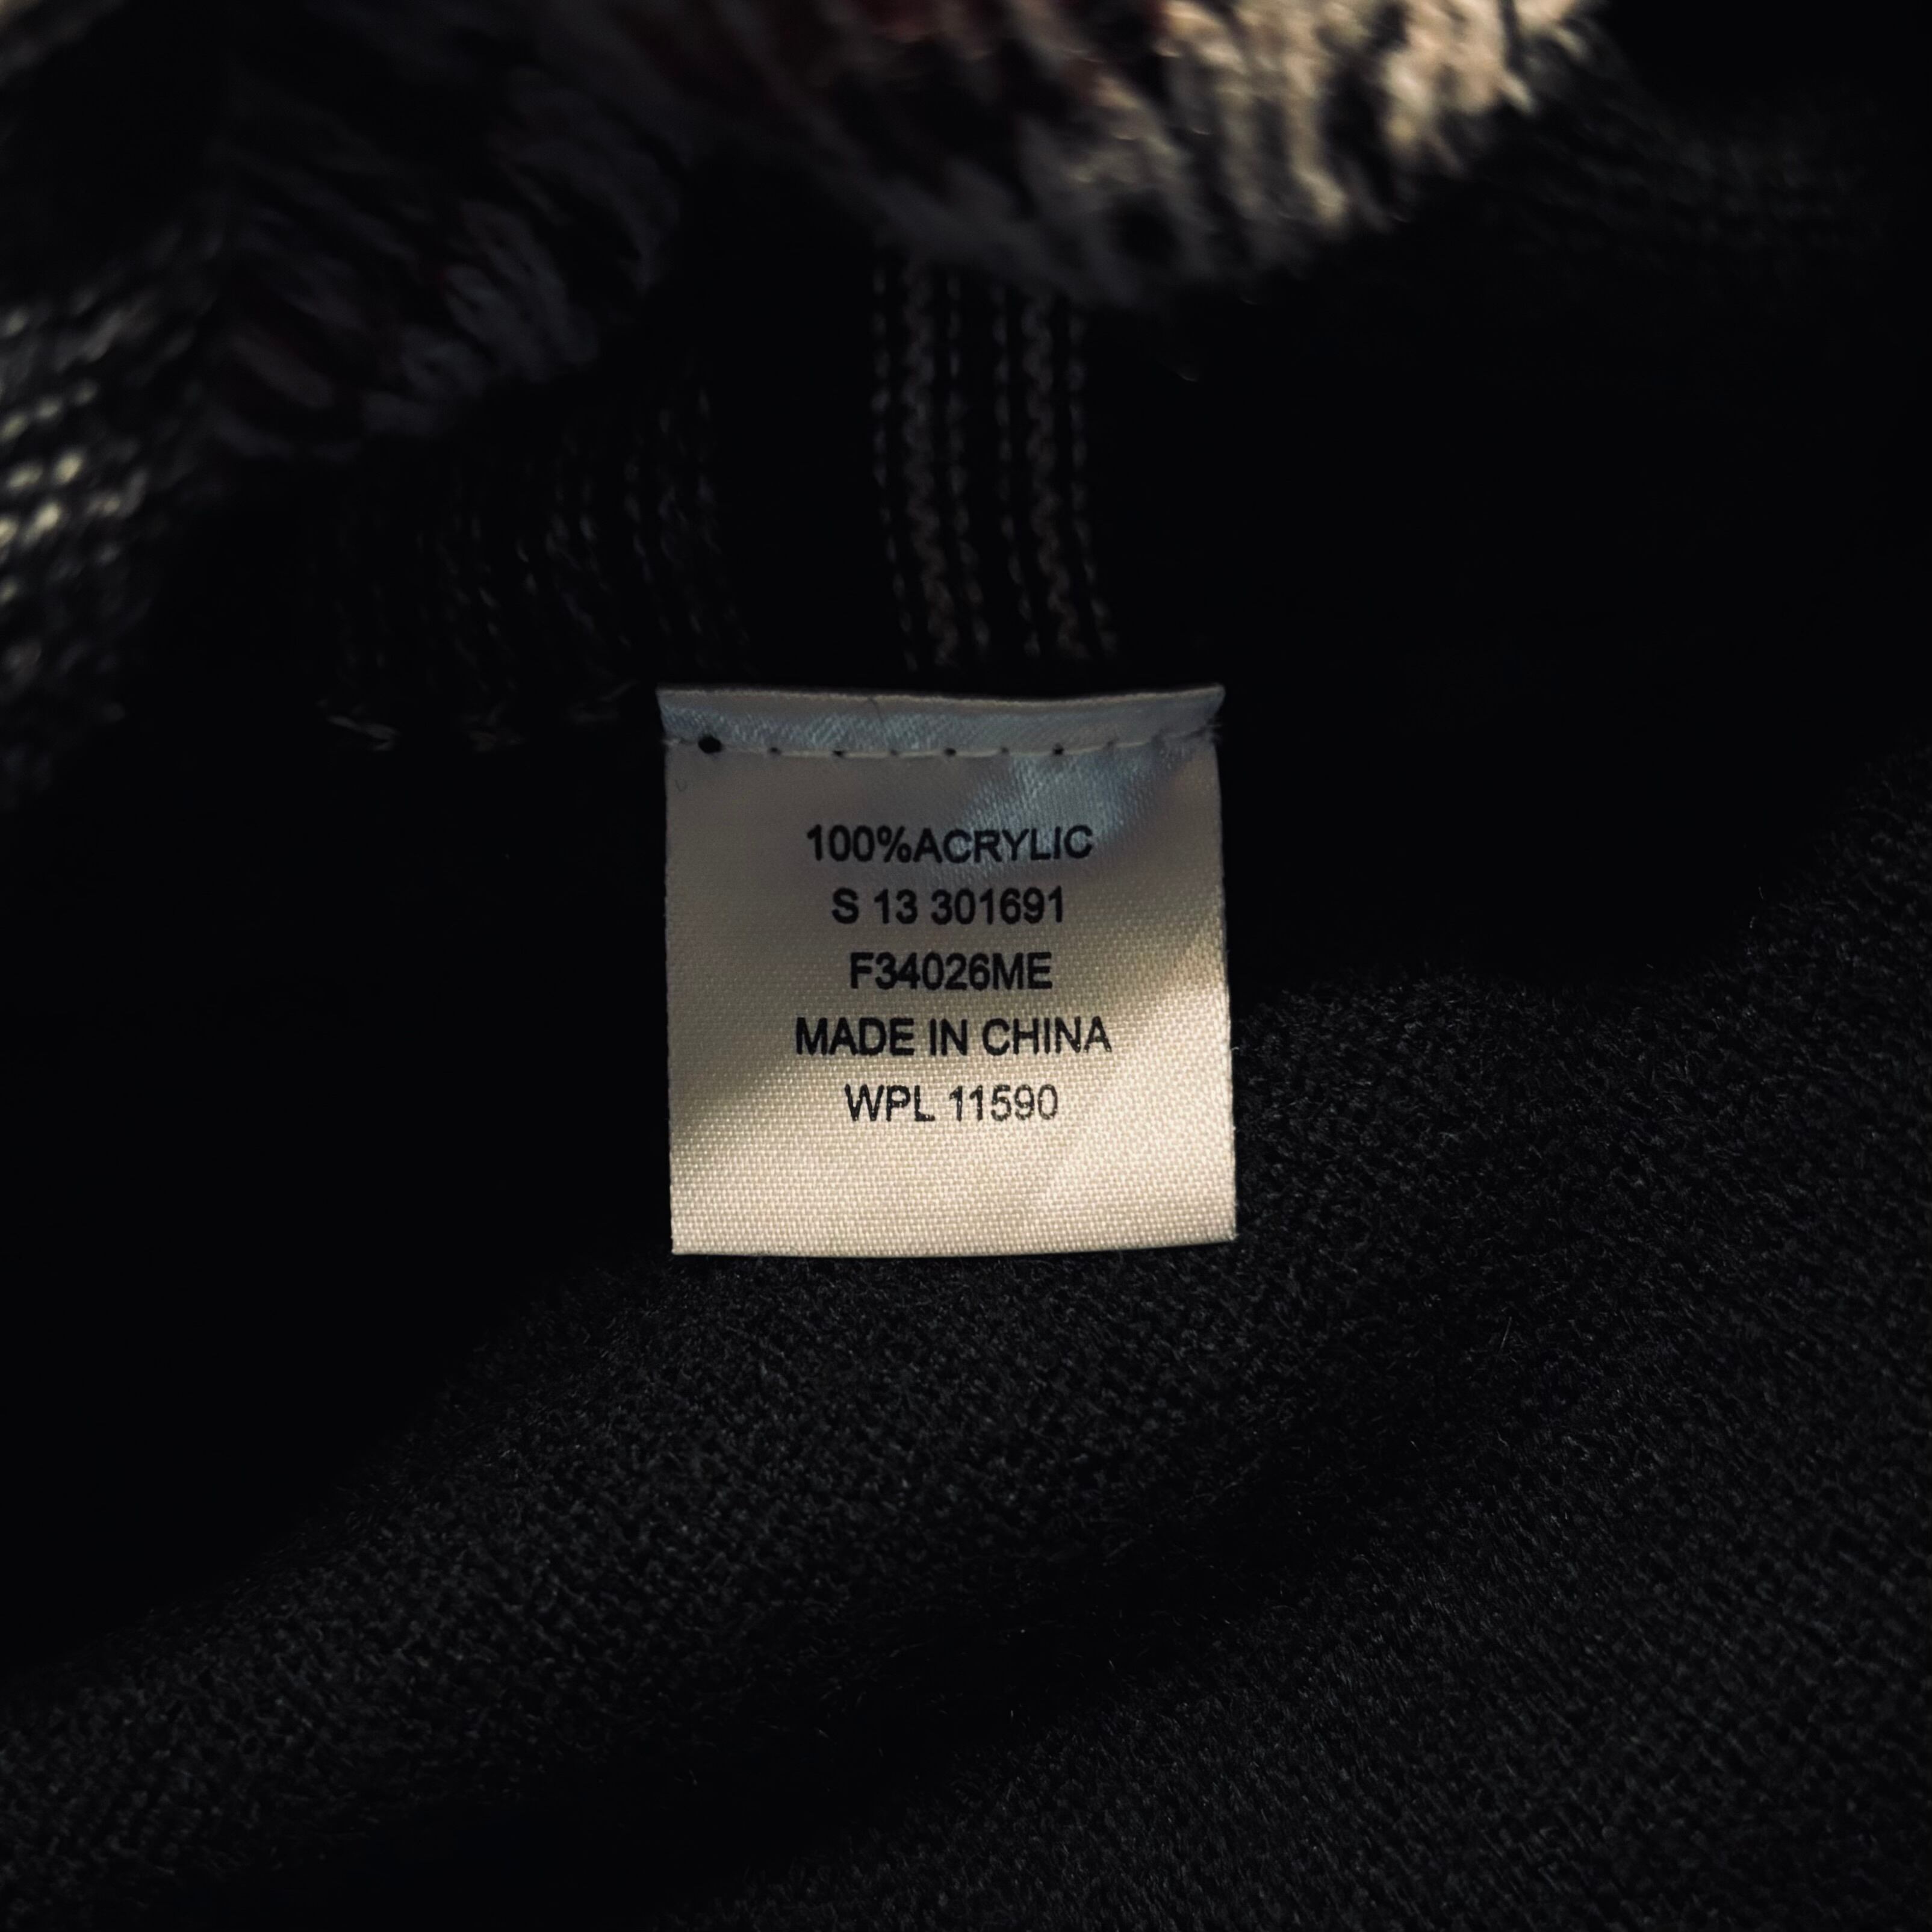 100%ACRYLIC
S 13 301691
F34026ME
MADE IN CHINA
WPL 11590